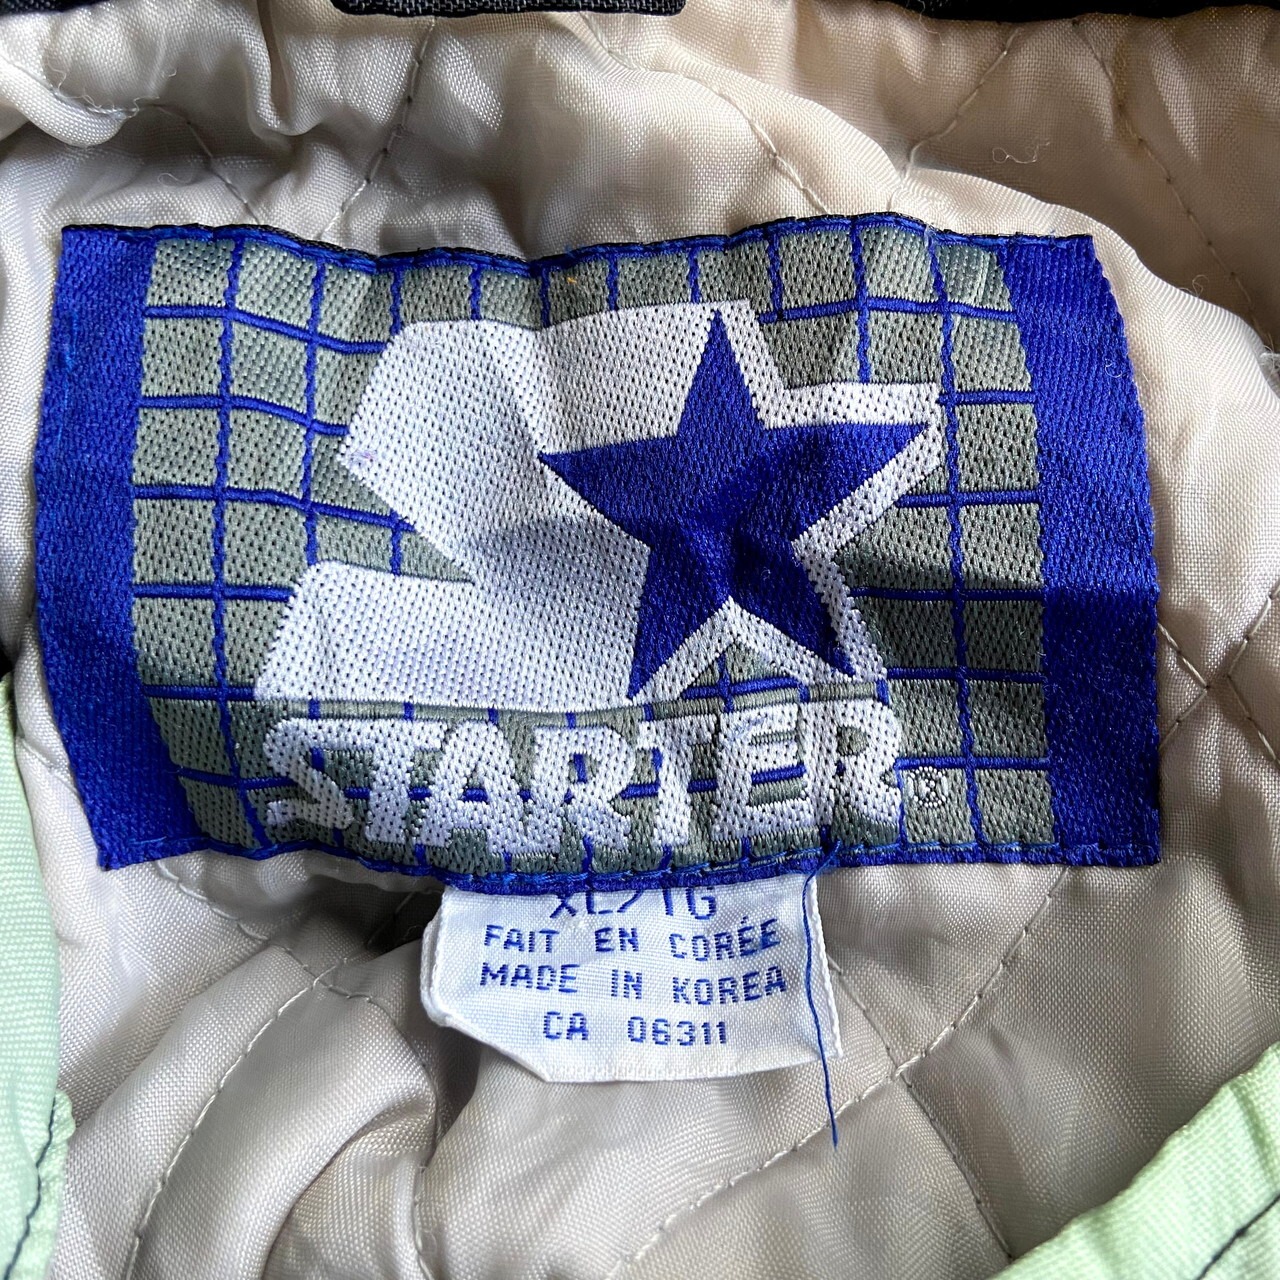 STARTER®
XL/TG
FAIT EN CORÉE
MADE IN KOREA
CA 06311